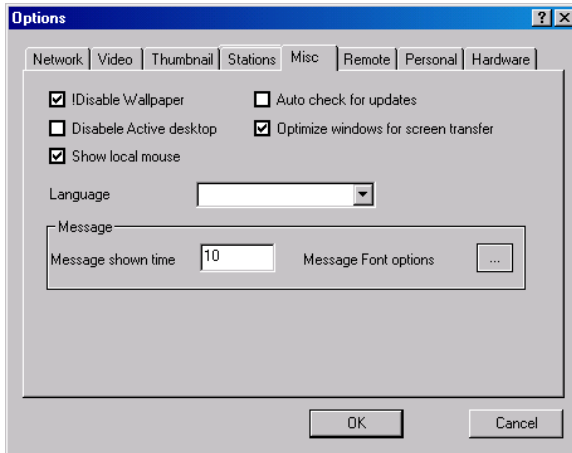 Options
Network Video Thumbnail Stations Misc Remote Personal Hardware
!Disable Wallpaper Auto check for updates
Disabele Active desktop Optimize windows for screen transfer
Show local mouse
Language
Message
Message shown time 10 Message Font options ...
OK Cancel